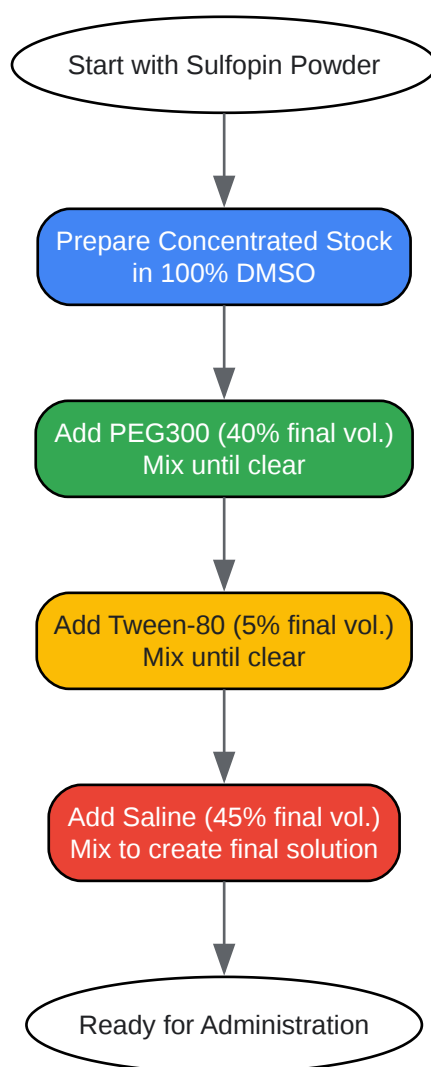 Start with Sulfopin Powder
Prepare Concentrated Stock
in 100% DMSO
Add PEG300 (40% final vol.)
Mix until clear
Add Tween-80 (5% final vol.)
Mix until clear
Add Saline (45% final vol.)
Mix to create final solution
Ready for Administration